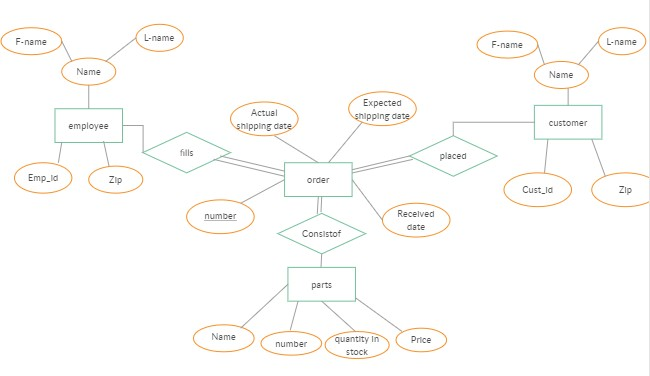 F-name
L-name
Name
employee
Emp_Id
Zip
fills
Actual
shipping date
Expected
shipping date
order
number
Received
date
placed
F-name
L-name
Name
customer
Cust_Id
Zip
Consistof
parts
Name
number
quantity in
stock
Price